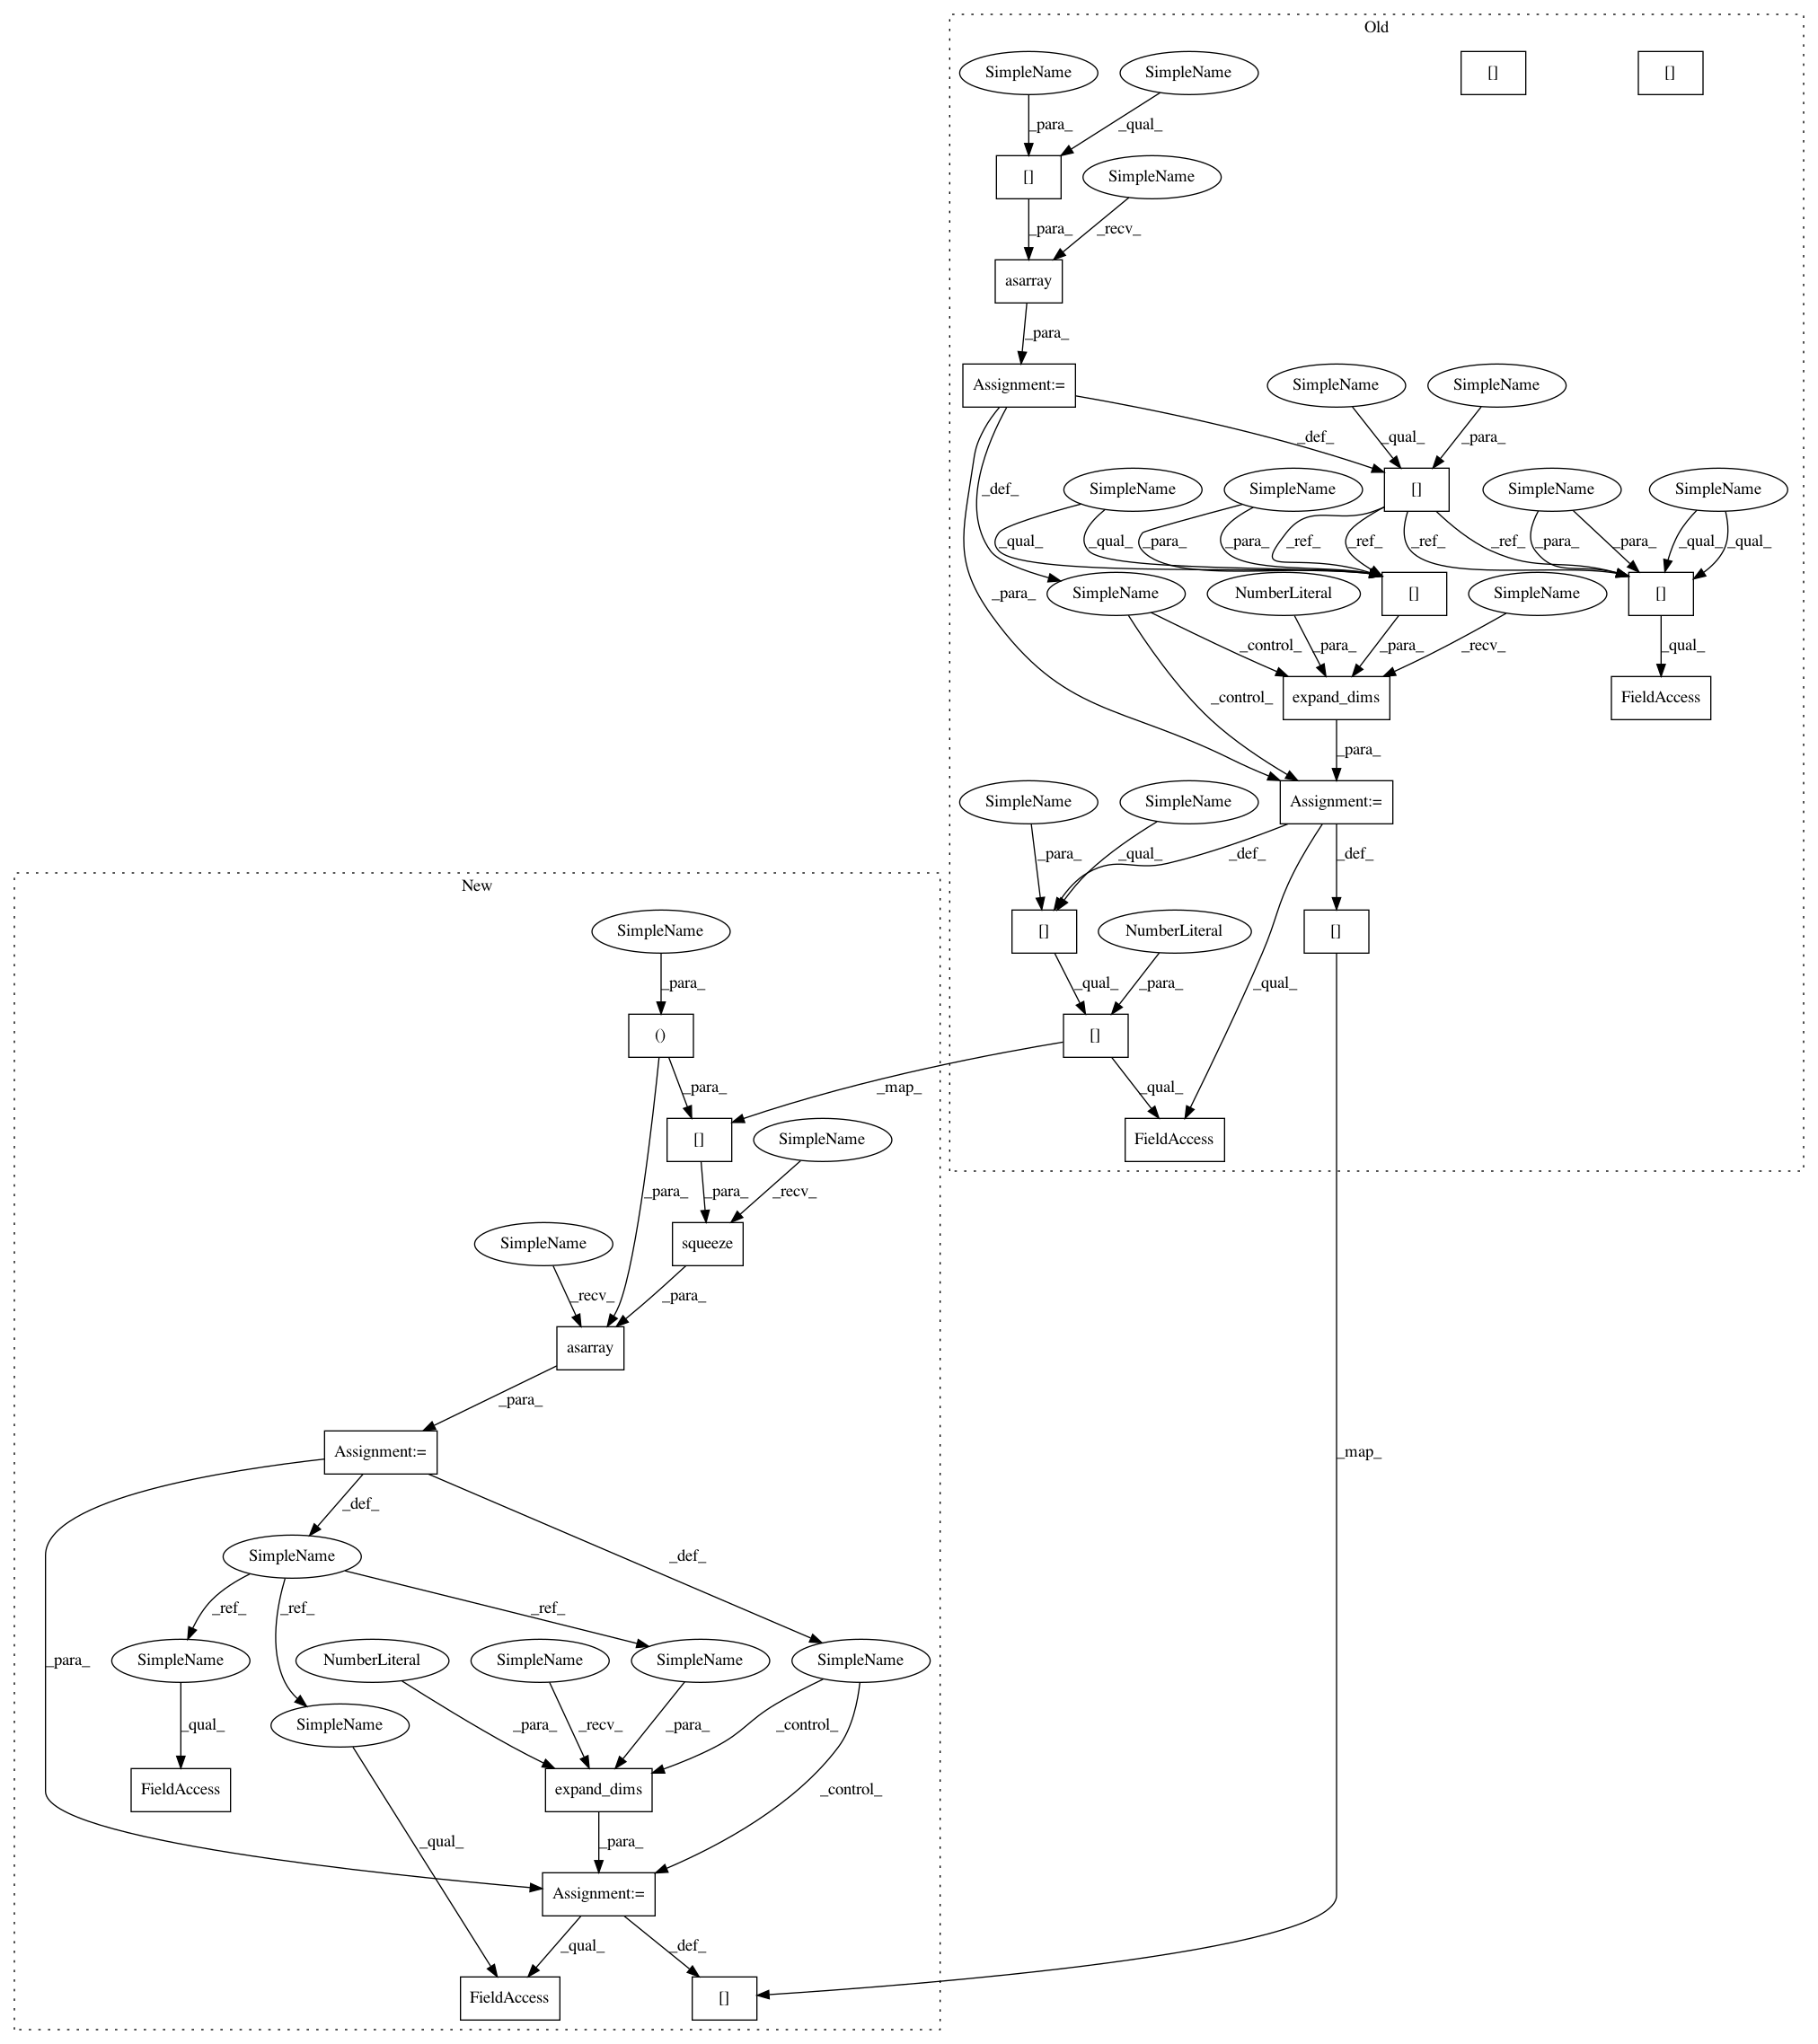 Old
SimpleName SimpleName [] []
_para_ _qual_
[] SimpleName
_para_ _recv_
asarray
_para_
Assignment:= SimpleName SimpleName
_def_ _qual_ _para_
_def_ SimpleName SimpleName [] SimpleName SimpleName
_qual_ _qual_ _para_ _para_ _ref_ _ref_ _ref_ _ref_ _para_ _para_ _qual_ _qual_
_para_ SimpleName NumberLiteral [] SimpleName []
_control_ _para_ _para_ _recv_ _qual_
_control_ expand_dims FieldAccess
_para_
SimpleName SimpleName Assignment:=
_para_ _qual_ _def_ _def_
New
SimpleName [] NumberLiteral []
_para_ _qual_ _para_ _qual_
() []
_para_ _map_ _qual_
[] SimpleName FieldAccess
_para_ _para_ _recv_
SimpleName squeeze
_recv_ _para_
asarray
_para_
Assignment:= _map_
_def_
SimpleName _def_
_ref_ _ref_ _ref_
_para_ SimpleName NumberLiteral SimpleName SimpleName SimpleName
_qual_ SimpleName _para_ _recv_ _para_ _control_
FieldAccess expand_dims _control_
_qual_ _para_
Assignment:=
_qual_ _def_
FieldAccess []